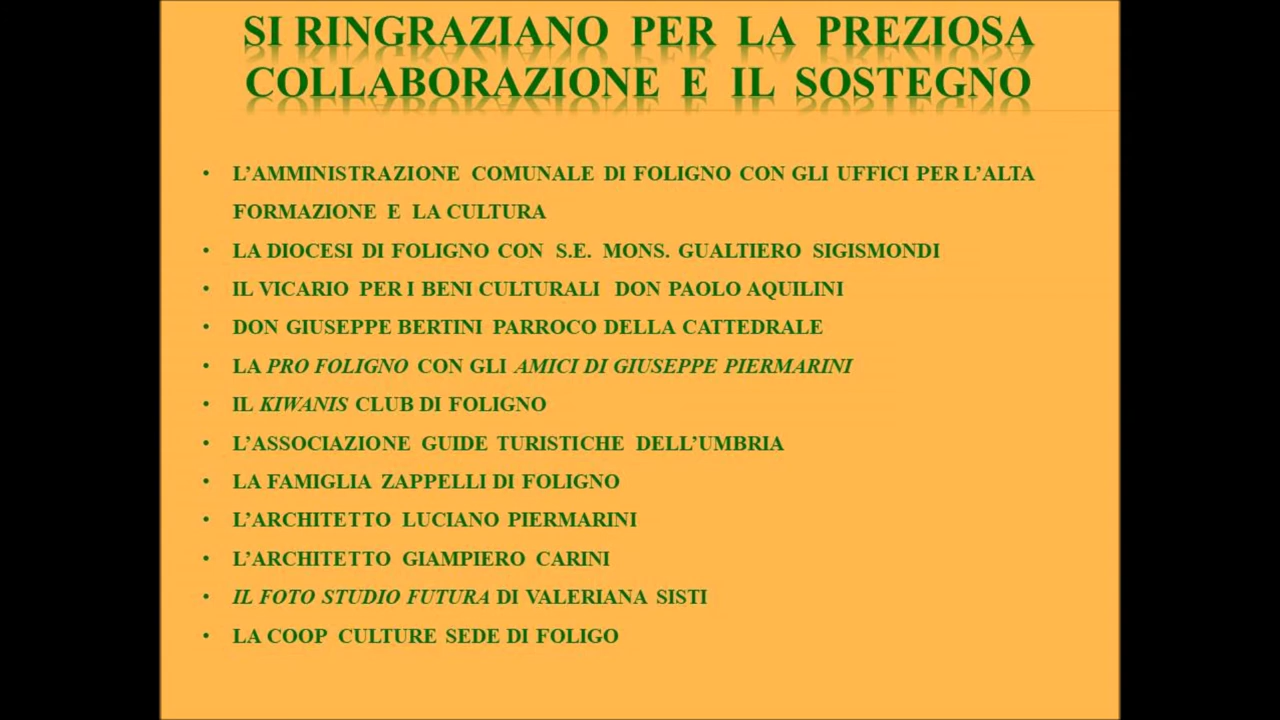 SI RINGRAZIANO PER LA PREZIOSA
COLLABORAZIONE E IL SOSTEGNO
• L'AMMINISTRAZIONE COMUNALE DI FOLIGNO CON GLI UFFICI PER L'ALTA
FORMAZIONE E LA CULTURA
• LA DIOCESI DI FOLIGNO CON S.E. MONS. GUALTIERO SIGISMONDI
• IL VICARIO PER I BENI CULTURALI DON PAOLO AQUILINI
• DON GIUSEPPE BERTINI PARROCO DELLA CATTEDRALE
• LA PRO FOLIGNO CON GLI AMICI DI GIUSEPPE PIERMARINI
• IL KIWANIS CLUB DI FOLIGNO
• L'ASSOCIAZIONE GUIDE TURISTICHE DELL'UMBRIA
• LA FAMIGLIA ZAPPELLI DI FOLIGNO
• L'ARCHITETTO LUCIANO PIERMARINI
• L'ARCHITETTO GIAMPIERO CARINI
• IL FOTO STUDIO FUTURA DI VALERIANA SISTI
• LA COOP CULTURE SEDE DI FOLIGO